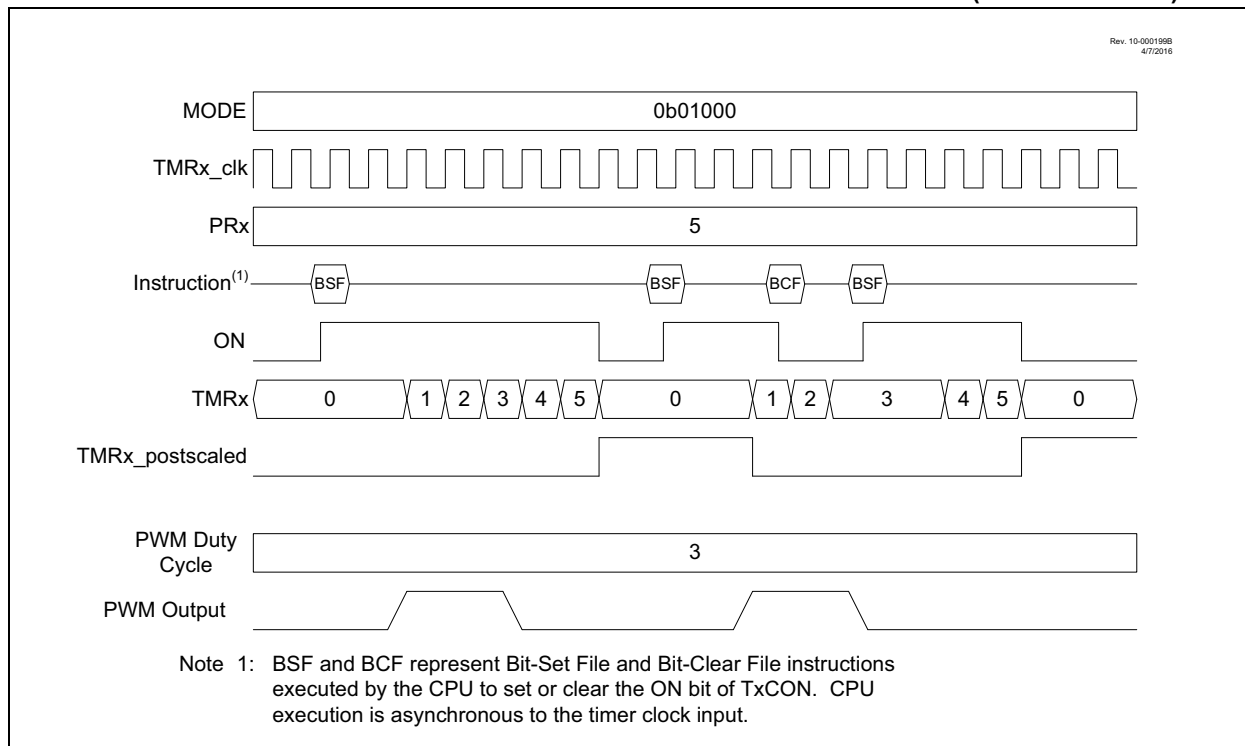 Rev. 10-000199B
4/7/2016
MODE 0b01000
TMRx_clk
PRx 5
Instruction(1) BSF BSF BCF BSF
ON
TMRx 0 1 2 3 4 5 0 1 2 3 4 5 0
TMRx_postscaled
PWM Duty
Cycle 3
PWM Output
Note 1: BSF and BCF represent Bit-Set File and Bit-Clear File instructions
executed by the CPU to set or clear the ON bit of TxCON. CPU
execution is asynchronous to the timer clock input.